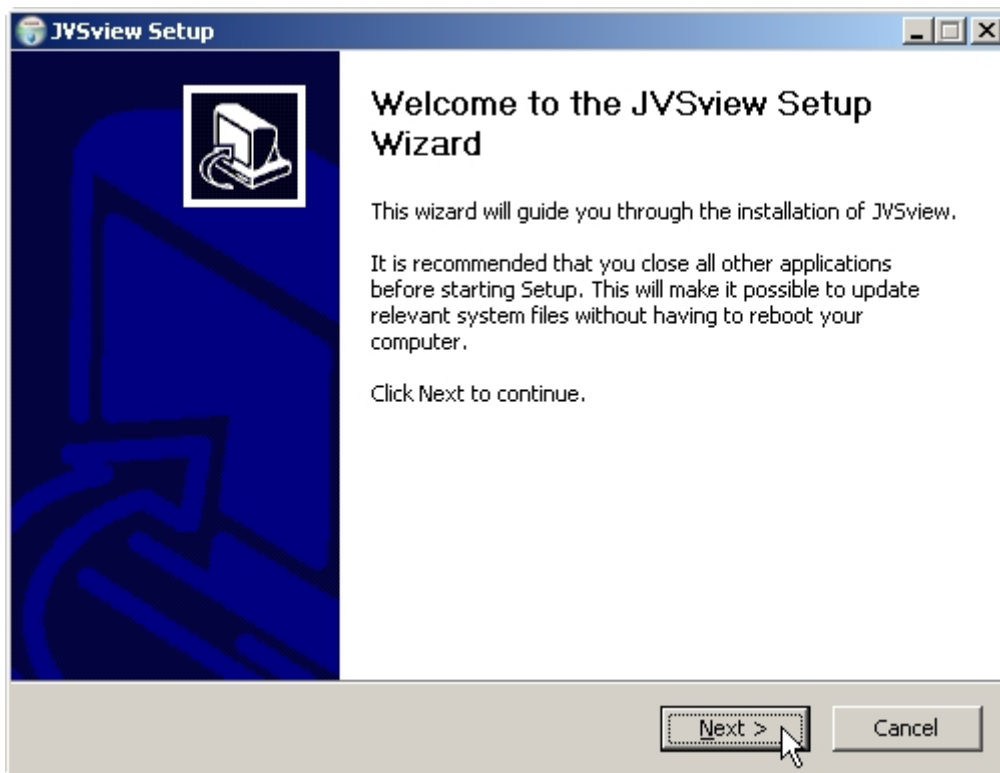 JVSview Setup
Welcome to the JVSview Setup
Wizard
This wizard will guide you through the installation of JVSview.
It is recommended that you close all other applications
before starting Setup. This will make it possible to update
relevant system files without having to reboot your
computer.
Click Next to continue.
Next >
Cancel